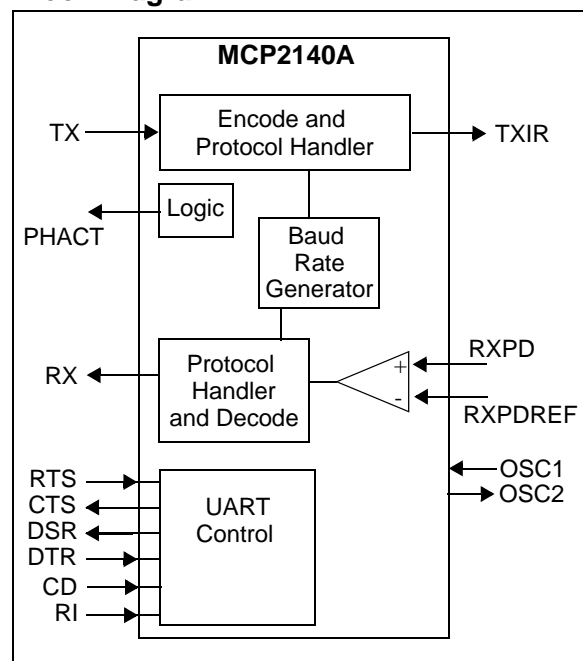 MCP2140A
TX
Encode and
Protocol Handler
TXIR
Logic
PHACT
Baud
Rate
Generator
RX
Protocol
Handler
and Decode
+
-
RXPD
RXPDREF
RTS
CTS
DSR
DTR
CD
RI
UART
Control
OSC1
OSC2